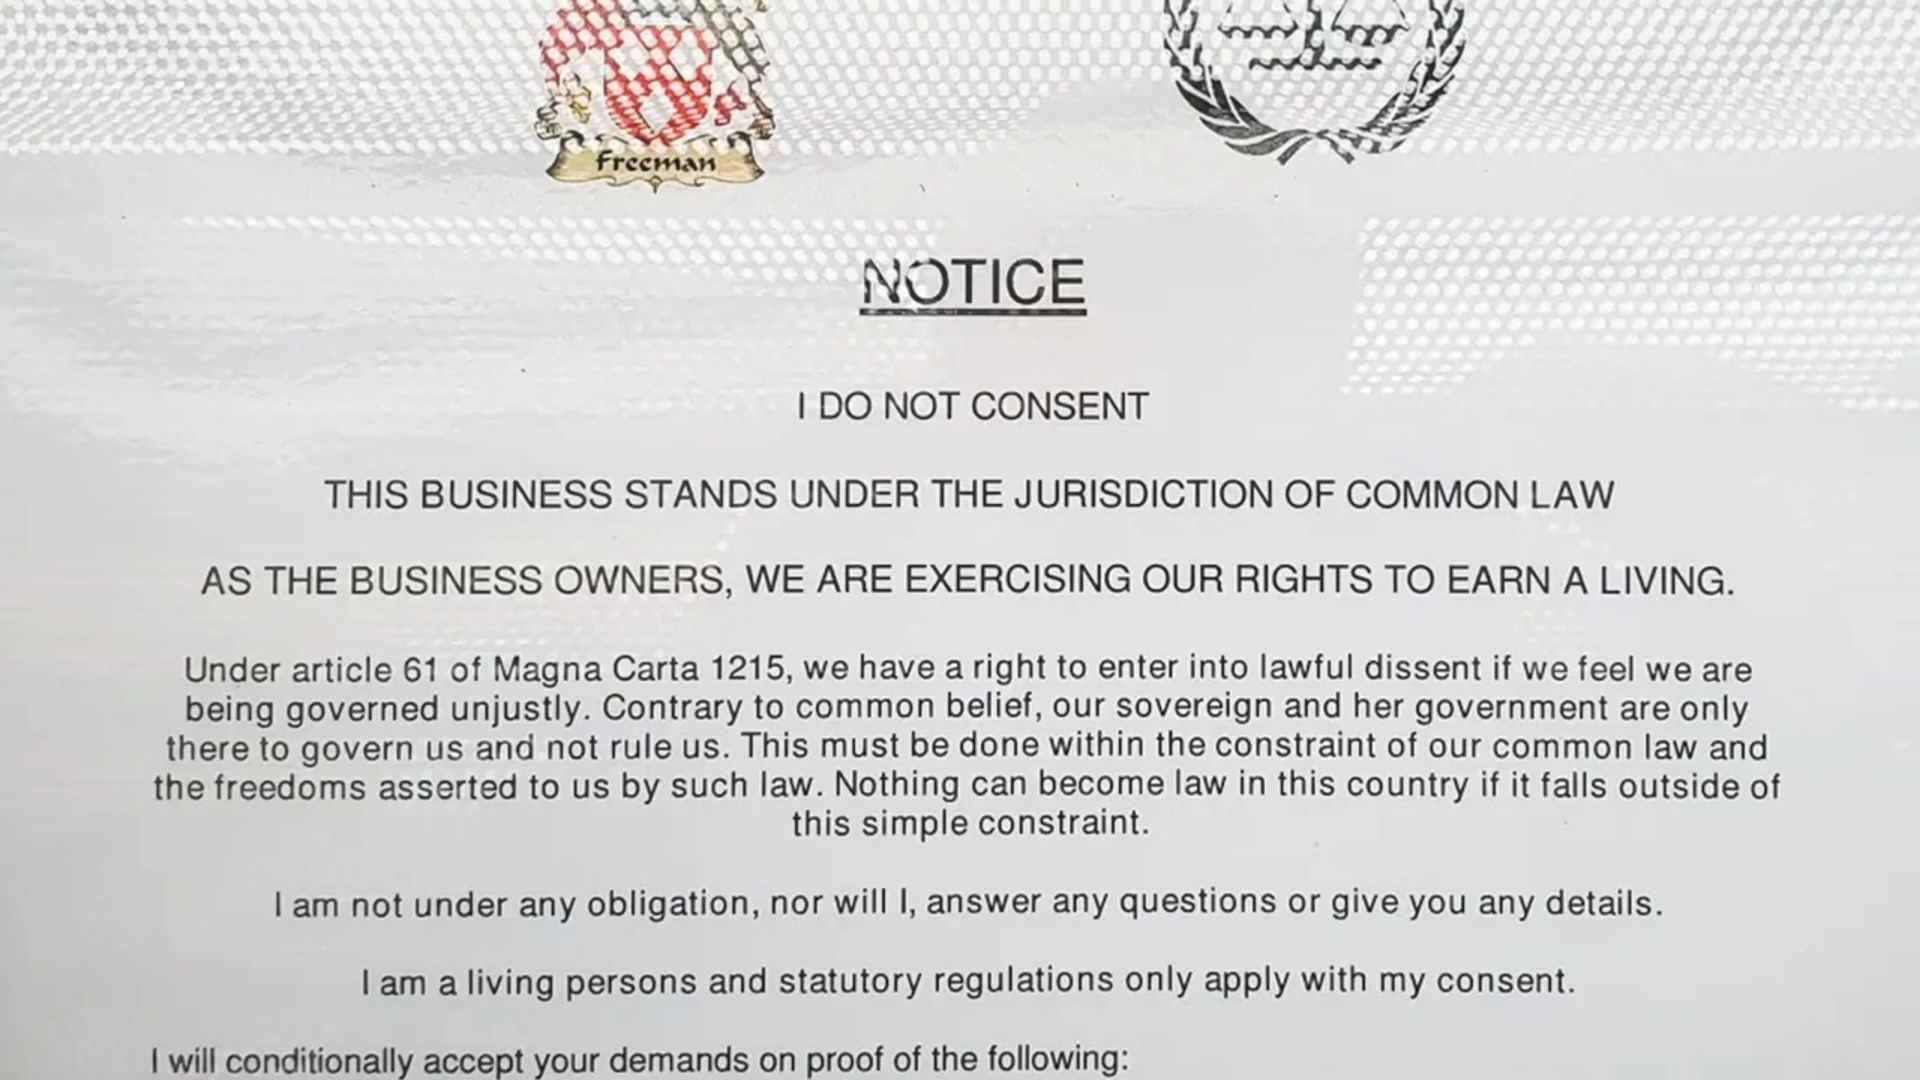 Freeman
NOTICE
I DO NOT CONSENT
THIS BUSINESS STANDS UNDER THE JURISDICTION OF COMMON LAW
AS THE BUSINESS OWNERS, WE ARE EXERCISING OUR RIGHTS TO EARN A LIVING.
Under article 61 of Magna Carta 1215, we have a right to enter into lawful dissent if we feel we are
being governed unjustly. Contrary to common belief, our sovereign and her government are only
there to govern us and not rule us. This must be done within the constraint of our common law and
the freedoms asserted to us by such law. Nothing can become law in this country if it falls outside of
this simple constraint.
I am not under any obligation, nor will I, answer any questions or give you any details.
I am a living persons and statutory regulations only apply with my consent.
I will conditionally accept your demands on proof of the following: